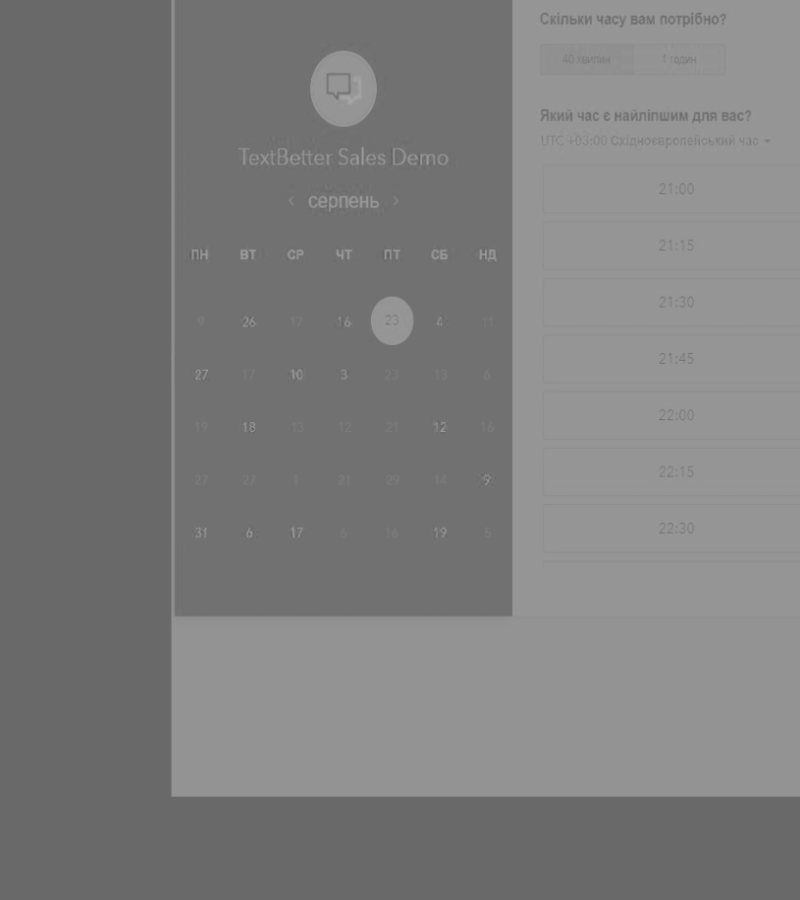 TextBetter Sales Demo
‹ серпень ›
ПН ВТ СР ЧТ ПТ СБ НД
9 26 17 16 23 4 11
27 17 10 3 23 13 6
19 18 13 12 21 12 16
27 27 21 29 14 9
31 6 17 6 16 19 5
Скільки часу вам потрібно?
40 хвилин 1 годин
Який час є найліпшим для вас?
UTC +03:00 Східноєвропейський час
21:00
21:15
21:30
21:45
22:00
22:15
22:30